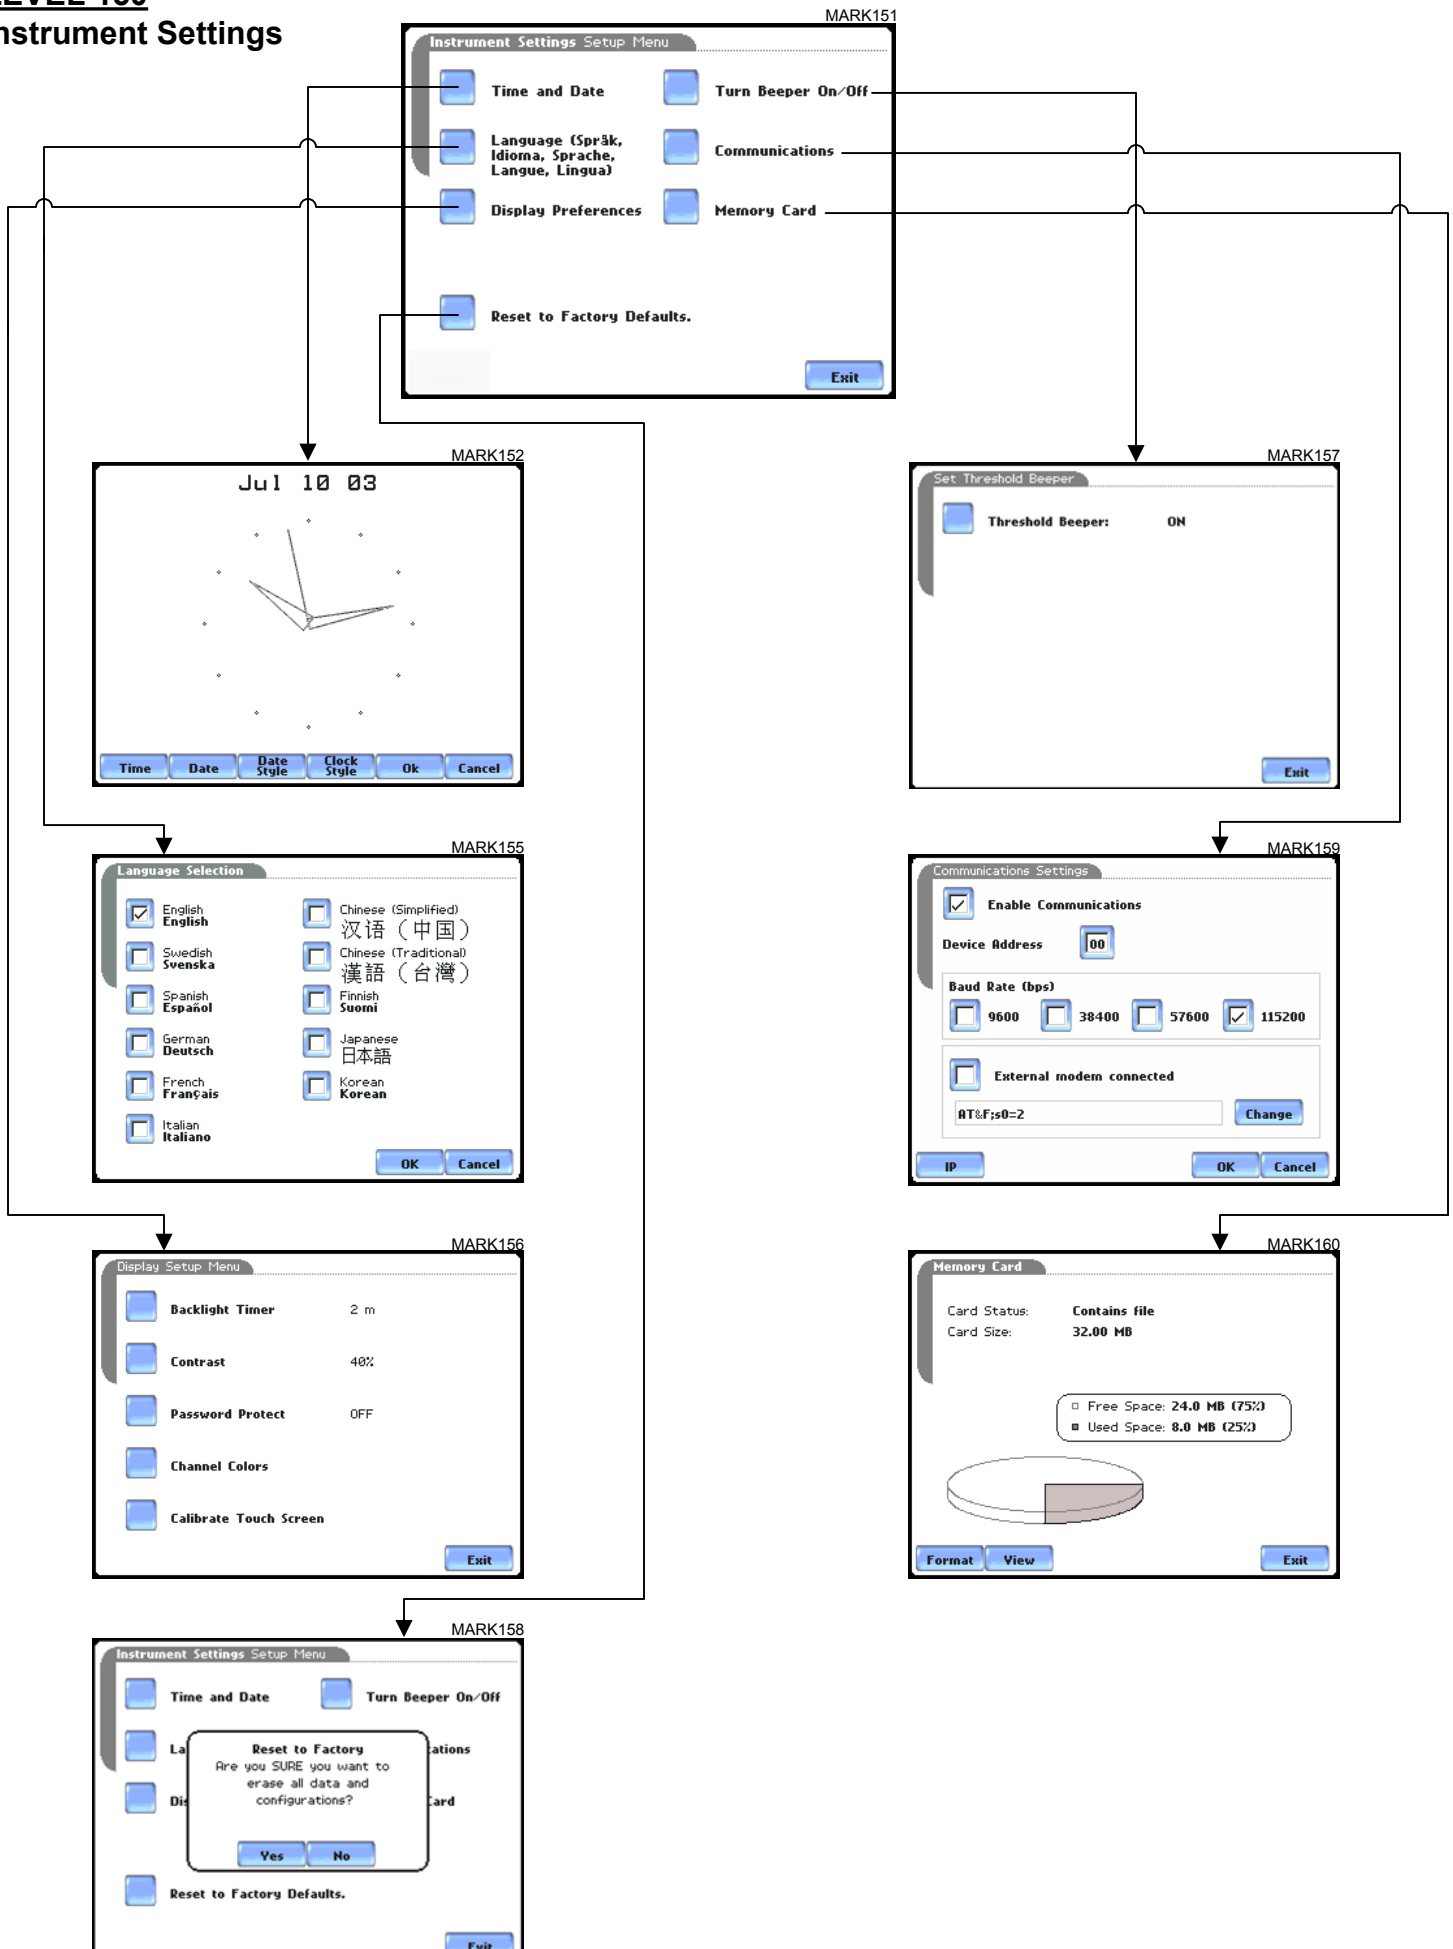 Instrument Settings
MARK151
Instrument Settings Setup Menu
Time and Date
Turn Beeper On/Off
Language (Språk,
Idioma, Sprache,
Langue, Lingua)
Communications
Display Preferences
Memory Card
Reset to Factory Defaults.
Exit
MARK152
Jul 10 03
Time
Date
Date
Style
Clock
Style
Ok
Cancel
MARK157
Set Threshold Beeper
Threshold Beeper: ON
Exit
MARK155
Language Selection
English
English
Swedish
Svenska
Spanish
Español
German
Deutsch
French
Français
Italian
Italiano
Chinese (Simplified)
汉语（中国）
Chinese (Traditional)
漢語（台灣）
Finnish
Suomi
Japanese
日本語
Korean
Korean
OK
Cancel
MARK159
Communications Settings
Enable Communications
Device Address 00
Baud Rate (bps)
9600 38400 57600 115200
External modem connected
AT&F;s0=2
Change
IP
OK
Cancel
MARK156
Display Setup Menu
Backlight Timer 2 m
Contrast 40%
Password Protect OFF
Channel Colors
Calibrate Touch Screen
Exit
MARK160
Memory Card
Card Status: Contains file
Card Size: 32.00 MB
Free Space: 24.0 MB (75%)
Used Space: 8.0 MB (25%)
Format
View
Exit
MARK158
Instrument Settings Setup Menu
Time and Date
Turn Beeper On/Off
La
cations
Dis
Card
Reset to Factory
Are you SURE you want to
erase all data and
configurations?
Yes
No
Reset to Factory Defaults.
Exit